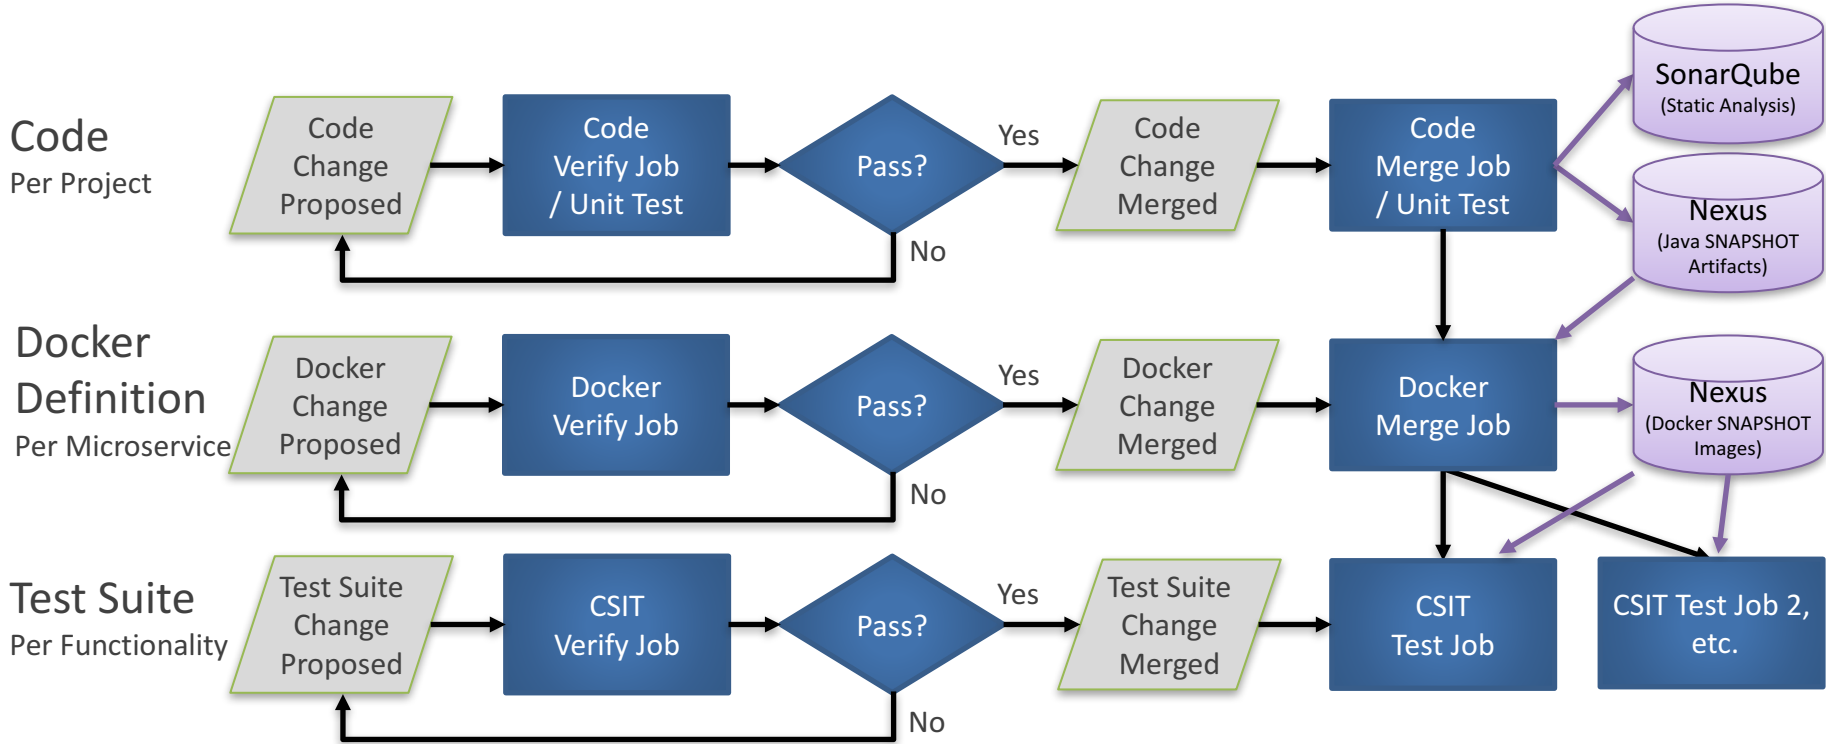 Code
Per Project
Code
Change
Proposed
Code
Verify Job
/ Unit Test
Pass?
Yes
No
Code
Change
Merged
Code
Merge Job
/ Unit Test
SonarQube
(Static Analysis)
Nexus
(Java SNAPSHOT
Artifacts)
Docker
Definition
Per Microservice
Docker
Change
Proposed
Docker
Verify Job
Pass?
Yes
No
Docker
Change
Merged
Docker
Merge Job
Nexus
(Docker SNAPSHOT
Images)
Test Suite
Per Functionality
Test Suite
Change
Proposed
CSIT
Verify Job
Pass?
Yes
No
Test Suite
Change
Merged
CSIT
Test Job
CSIT Test Job 2,
etc.